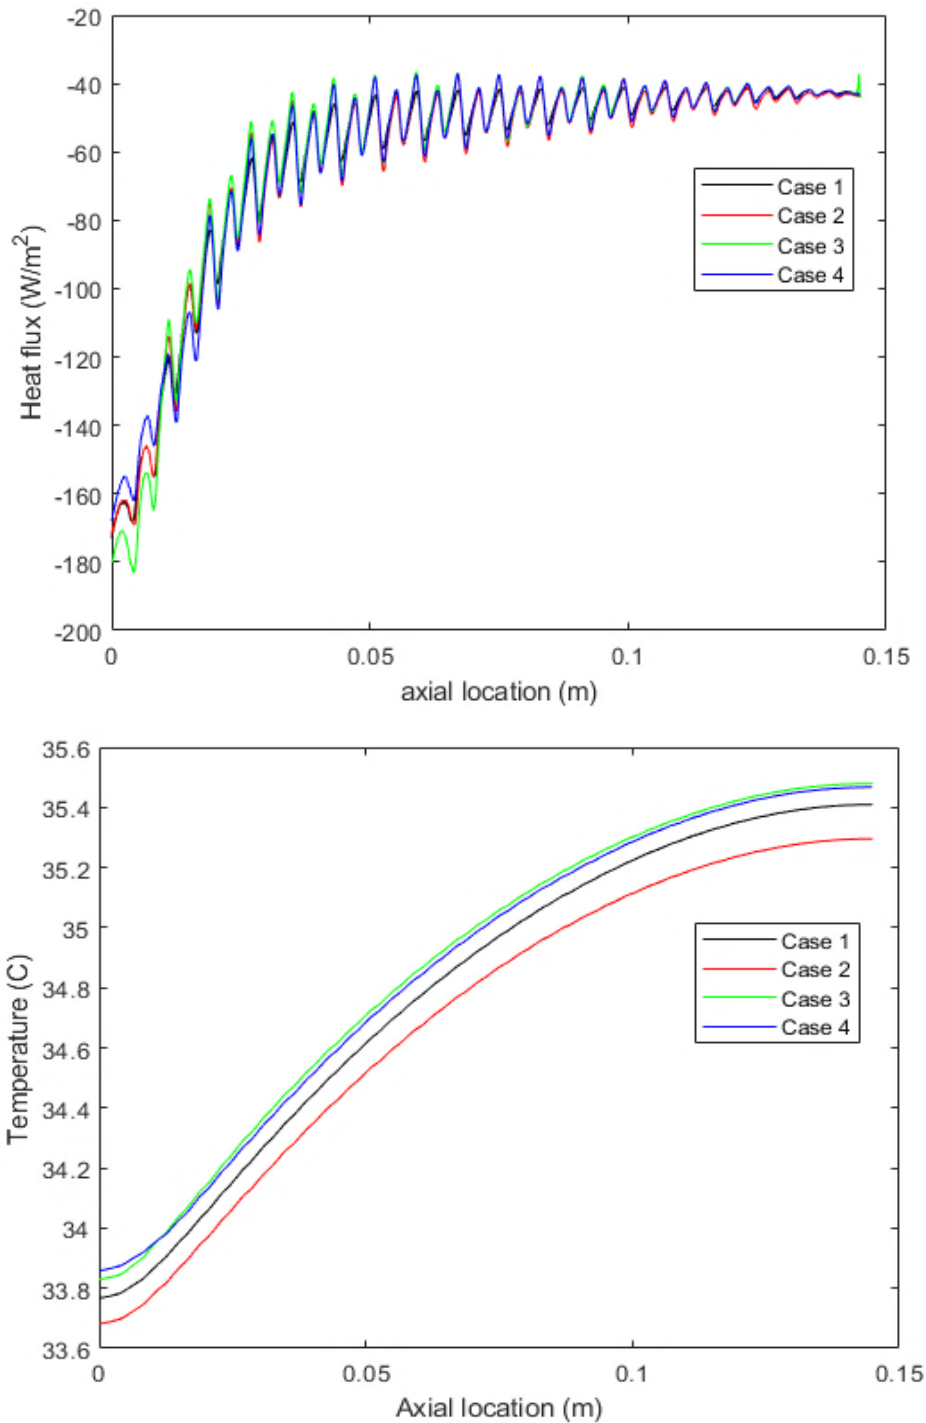 -20
-40
-60
-80
-100
-120
-140
-160
-180
-200
Heat flux (W/m²)
Case 1
Case 2
Case 3
Case 4
0 0.05 0.1 0.15
axial location (m)
35.6
35.4
35.2
35
34.8
34.6
34.4
34.2
34
33.8
33.6
Temperature (C)
Case 1
Case 2
Case 3
Case 4
0 0.05 0.1 0.15
Axial location (m)